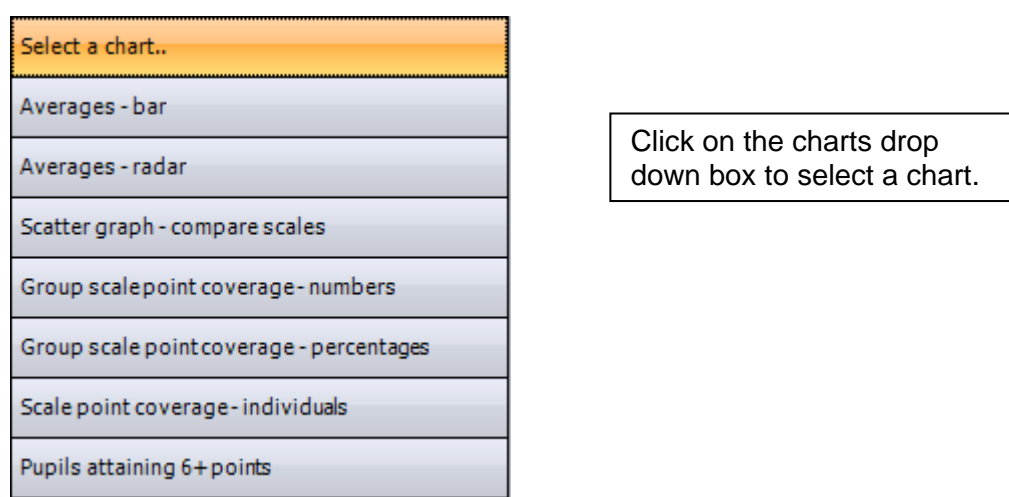 Select a chart..
Averages - bar
Averages - radar
Scatter graph - compare scales
Group scale point coverage - numbers
Group scale point coverage - percentages
Scale point coverage - individuals
Pupils attaining 6+ points
Click on the charts drop
down box to select a chart.